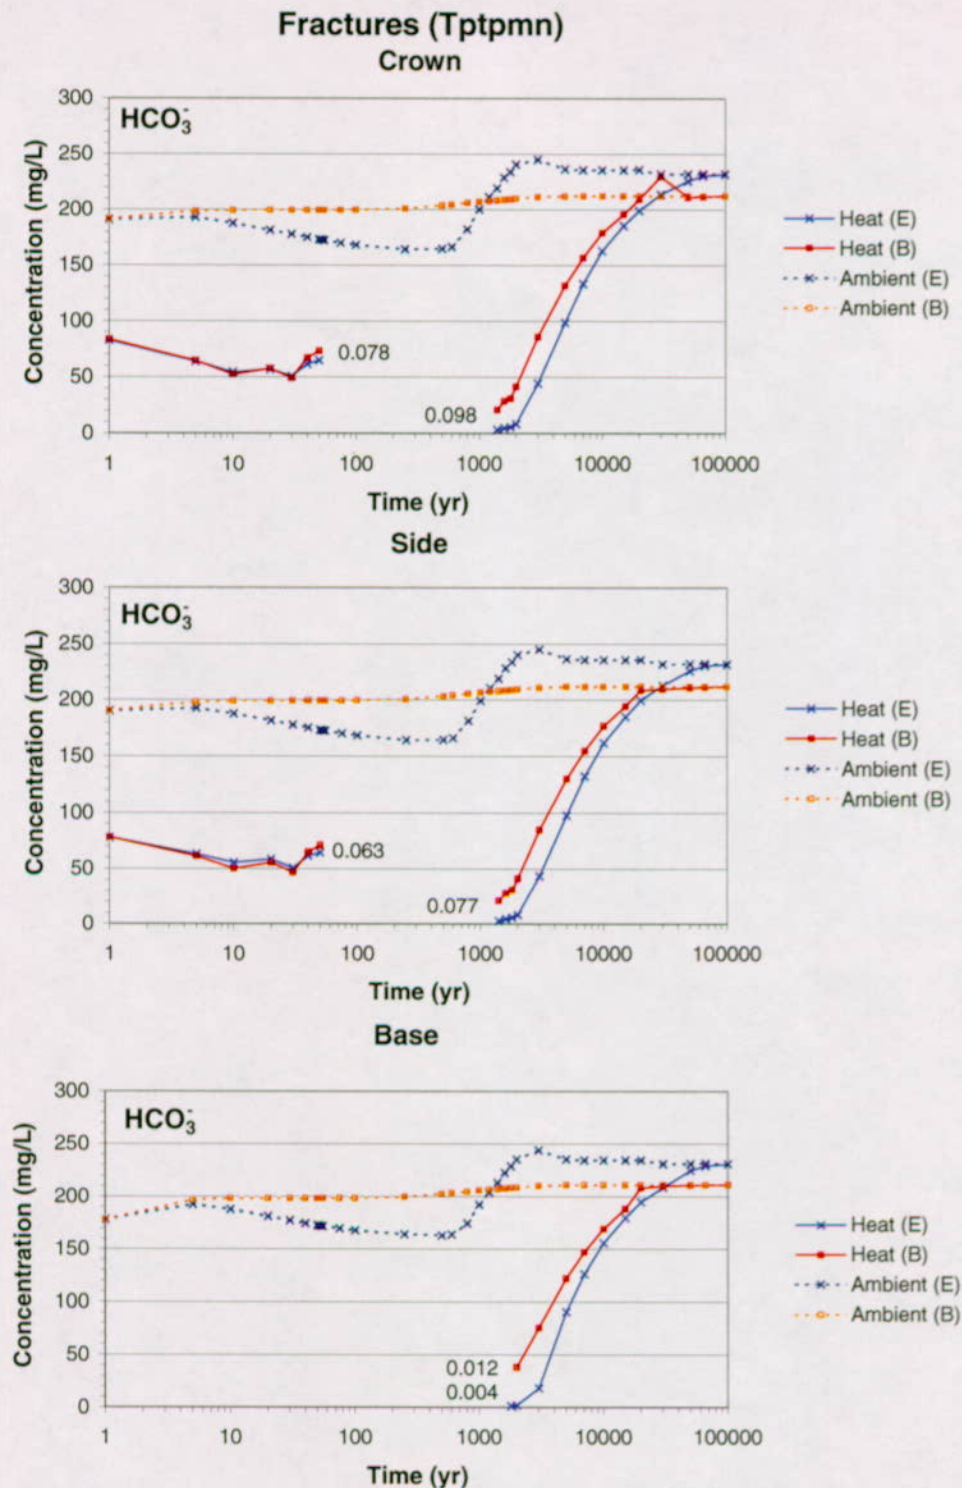 Fractures (Tptpmn)
Crown
HCO₃⁻
Concentration (mg/L)
300
250
200
150
100
50
0
0.078
0.098
1 10 100 1000 10000 100000
Time (yr)
Heat (E)
Heat (B)
Ambient (E)
Ambient (B)
Side
HCO₃⁻
Concentration (mg/L)
300
250
200
150
100
50
0
0.063
0.077
1 10 100 1000 10000 100000
Time (yr)
Heat (E)
Heat (B)
Ambient (E)
Ambient (B)
Base
HCO₃⁻
Concentration (mg/L)
300
250
200
150
100
50
0
0.012
0.004
1 10 100 1000 10000 100000
Time (yr)
Heat (E)
Heat (B)
Ambient (E)
Ambient (B)